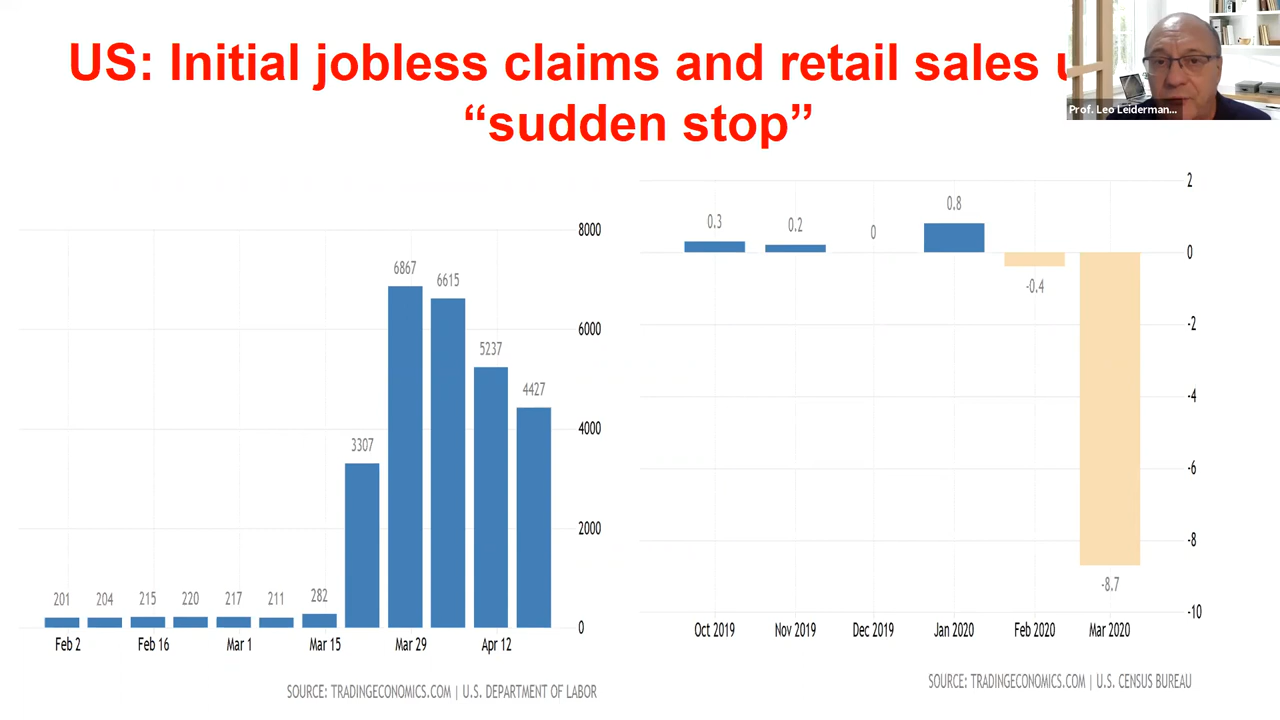 US: Initial jobless claims and retail sales
“sudden stop”
Prof. Leo Leiderman...
8000
6000
4000
2000
0
201
204
215
220
217
211
282
3307
6867
6615
5237
4427
Feb 2
Feb 16
Mar 1
Mar 15
Mar 29
Apr 12
SOURCE: TRADINGECONOMICS.COM | U.S. DEPARTMENT OF LABOR
2
0
-2
-4
-6
-8
-10
0.3
0.2
0
0.8
-0.4
-8.7
Oct 2019
Nov 2019
Dec 2019
Jan 2020
Feb 2020
Mar 2020
SOURCE: TRADINGECONOMICS.COM | U.S. CENSUS BUREAU